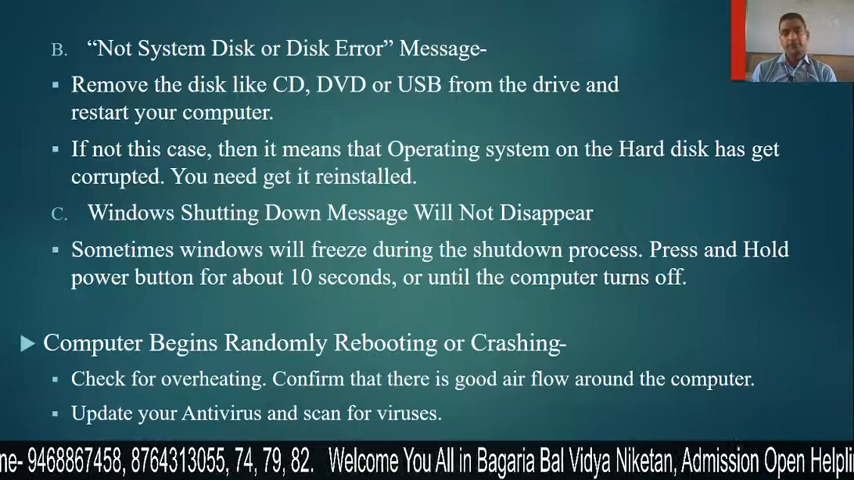 B. “Not System Disk or Disk Error” Message-
Remove the disk like CD, DVD or USB from the drive and
restart your computer.
If not this case, then it means that Operating system on the Hard disk has get
corrupted. You need get it reinstalled.
C. Windows Shutting Down Message Will Not Disappear
Sometimes windows will freeze during the shutdown process. Press and Hold
power button for about 10 seconds, or until the computer turns off.
Computer Begins Randomly Rebooting or Crashing-
Check for overheating. Confirm that there is good air flow around the computer.
Update your Antivirus and scan for viruses.
ne- 9468867458, 8764313055, 74, 79, 82. Welcome You All in Bagaria Bal Vidya Niketan, Admission Open Helpli